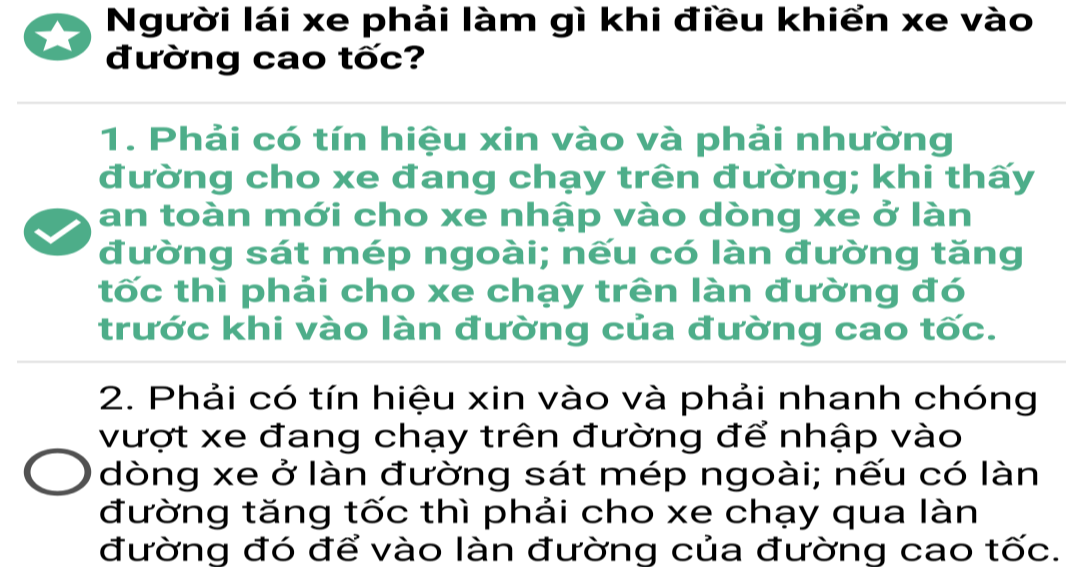 Người lái xe phải làm gì khi điều khiển xe vào
đường cao tốc?
1. Phải có tín hiệu xin vào và phải nhường
đường cho xe đang chạy trên đường; khi thấy
an toàn mới cho xe nhập vào dòng xe ở làn
đường sát mép ngoài; nếu có làn đường tăng
tốc thì phải cho xe chạy trên làn đường đó
trước khi vào làn đường của đường cao tốc.
2. Phải có tín hiệu xin vào và phải nhanh chóng
vượt xe đang chạy trên đường để nhập vào
dòng xe ở làn đường sát mép ngoài; nếu có làn
đường tăng tốc thì phải cho xe chạy qua làn
đường đó để vào làn đường của đường cao tốc.